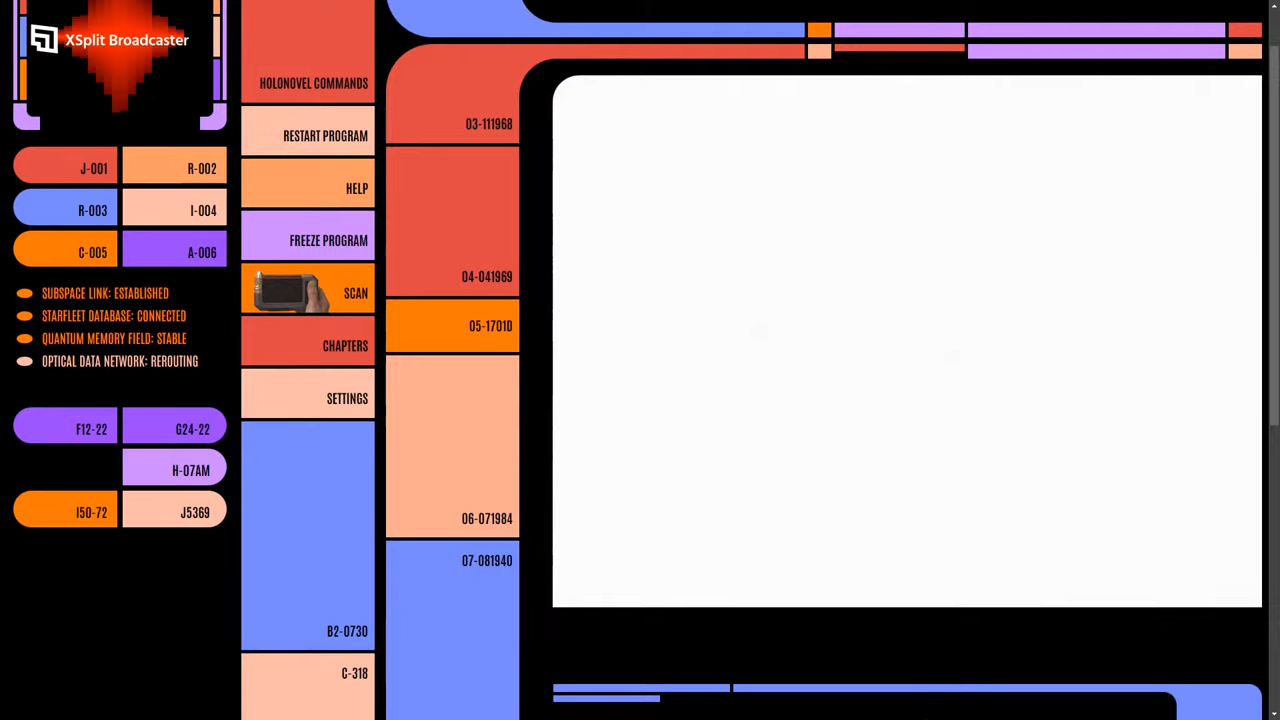 XSplit Broadcaster
J-001
R-002
R-003
I-004
C-005
A-006
SUBSPACE LINK: ESTABLISHED
STARFLEET DATABASE: CONNECTED
QUANTUM MEMORY FIELD: STABLE
OPTICAL DATA NETWORK: REROUTING
F12-22
G24-22
H-07AM
I50-72
J5369
HOLONOVEL COMMANDS
RESTART PROGRAM
HELP
FREEZE PROGRAM
SCAN
CHAPTERS
SETTINGS
B2-0730
C-318
03-111968
04-041969
05-1701D
06-071984
07-081940